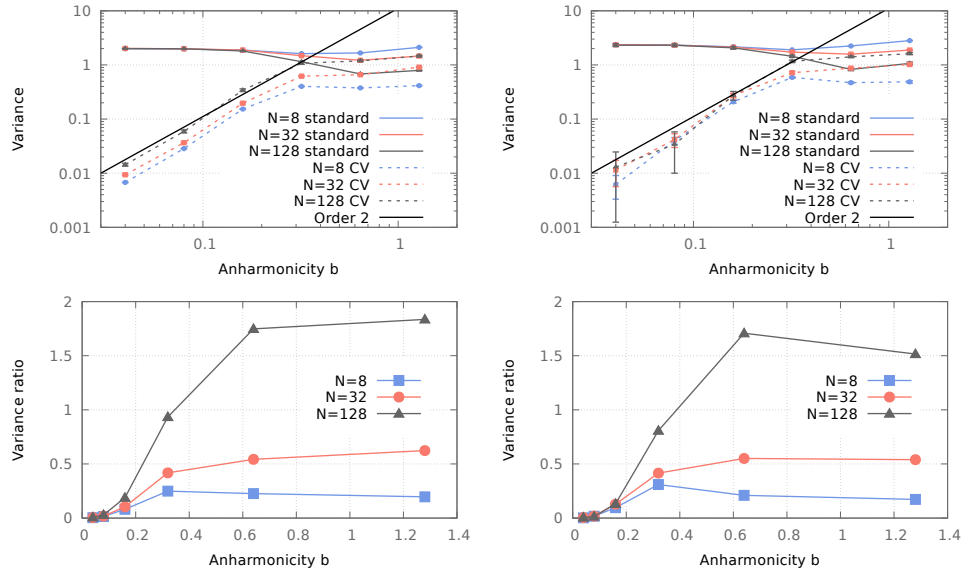 10
1
0.1
0.01
0.001
Variance
0.1
1
Anharmonicity b
N=8 standard
N=32 standard
N=128 standard
N=8 CV
N=32 CV
N=128 CV
Order 2
10
1
0.1
0.01
0.001
Variance
0.1
1
Anharmonicity b
N=8 standard
N=32 standard
N=128 standard
N=8 CV
N=32 CV
N=128 CV
Order 2
2
1.5
1
0.5
0
Variance ratio
0 0.2 0.4 0.6 0.8 1 1.2 1.4
Anharmonicity b
N=8
N=32
N=128
2
1.5
1
0.5
0
Variance ratio
0 0.2 0.4 0.6 0.8 1 1.2 1.4
Anharmonicity b
N=8
N=32
N=128